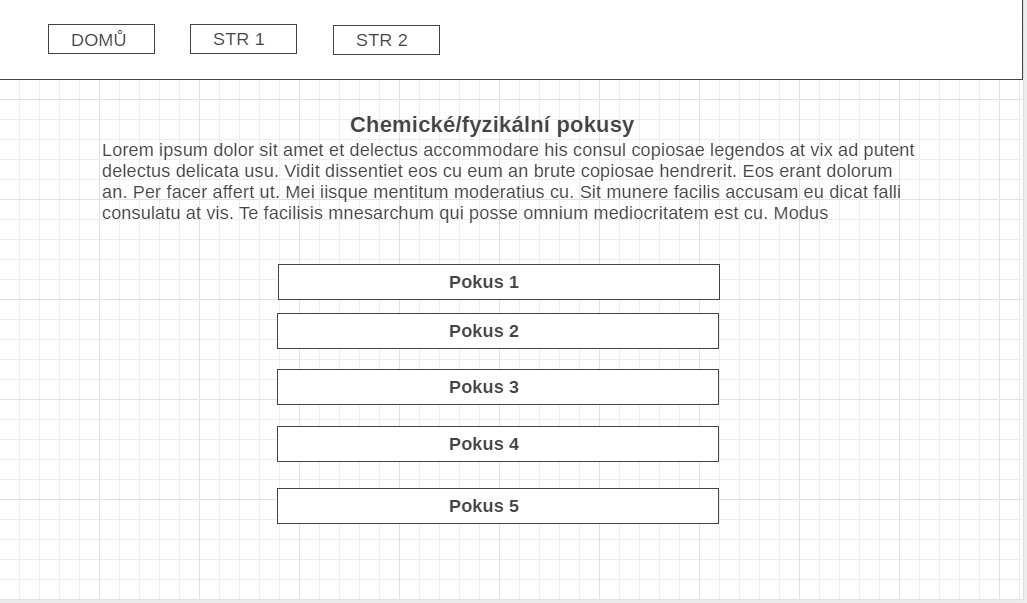 DOMŮ STR 1 STR 2
Chemické/fyzikální pokusy
Lorem ipsum dolor sit amet et delectus accommodare his consul copiosae legendos at vix ad putent
delectus delicata usu. Vidit dissentiet eos cu eum an brute copiosae hendrerit. Eos erant dolorum
an. Per facer affert ut. Mei iisque mentitum moderatius cu. Sit munere facilis accusam eu dicat falli
consulatu at vis. Te facilisis mnesarchum qui posse omnium mediocritatem est cu. Modus
Pokus 1
Pokus 2
Pokus 3
Pokus 4
Pokus 5